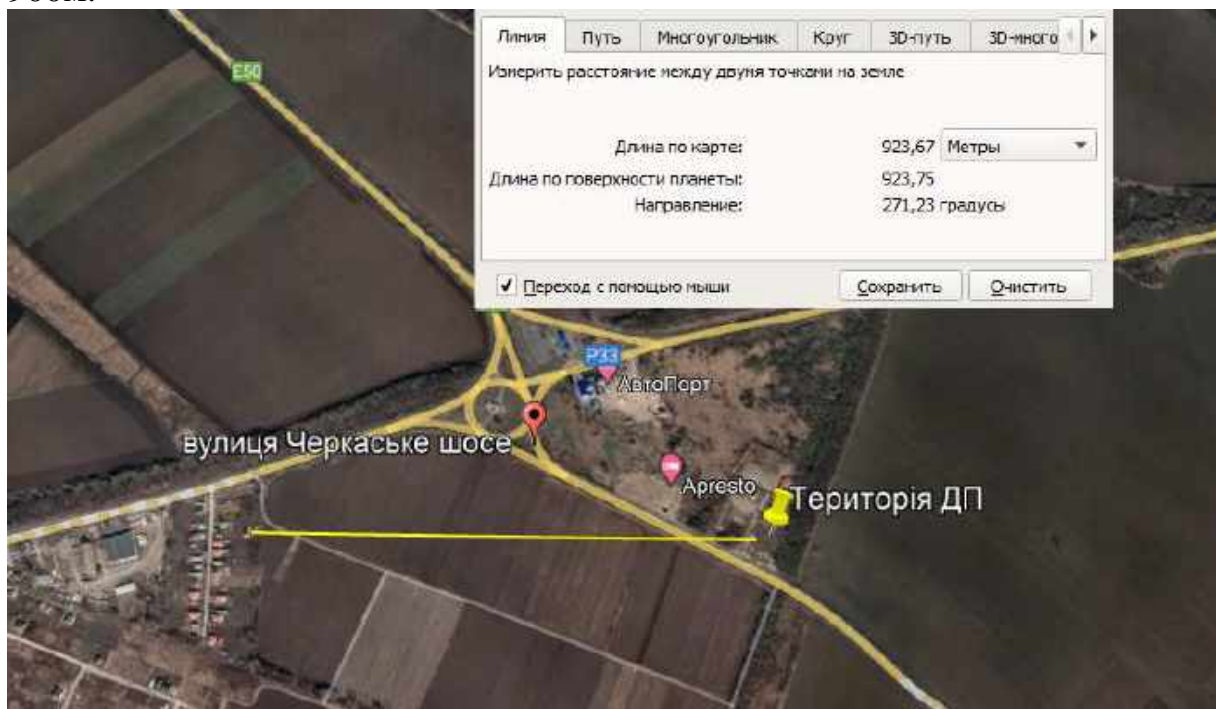 Линия Путь Многоугольник Круг 3D-путь 3D-много
Измерить расстояние между двумя точками на земле
Длина по карте: 923,67 Метры
Длина по поверхности планеты: 923,75
Направление: 271,23 градусы
Переход с помощью мыши Сохранить Очистить
E50
P33
АвтоПорт
вулиця Черкаське шосе
Apresto
Територія ДП